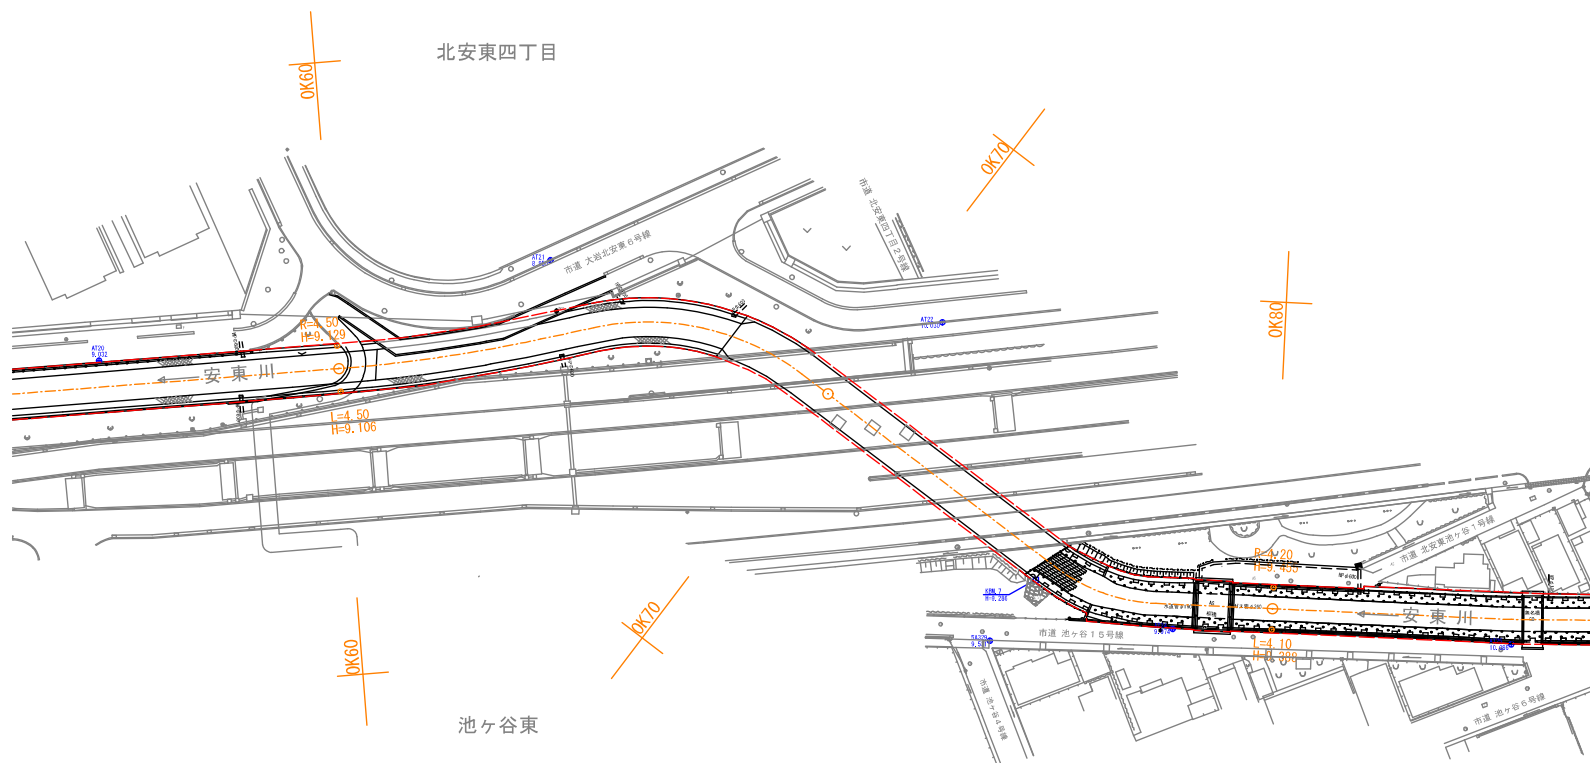 北安東四丁目
0K60
0K70
市道 北安東四丁目2号線
市道 大岩北安東6号線
AT21
0K80
AT22
10.030
R=4.50
H=9.129
AT20
9.032
安東川
L=4.50
H=9.106
市道 北安東池ヶ谷1号線
R=4.20
KBM.7
安東川
市道 池ヶ谷15号線
L=4.10
0K60
0K70
市道 池ヶ谷4号線
市道 池ヶ谷6号線
池ヶ谷東